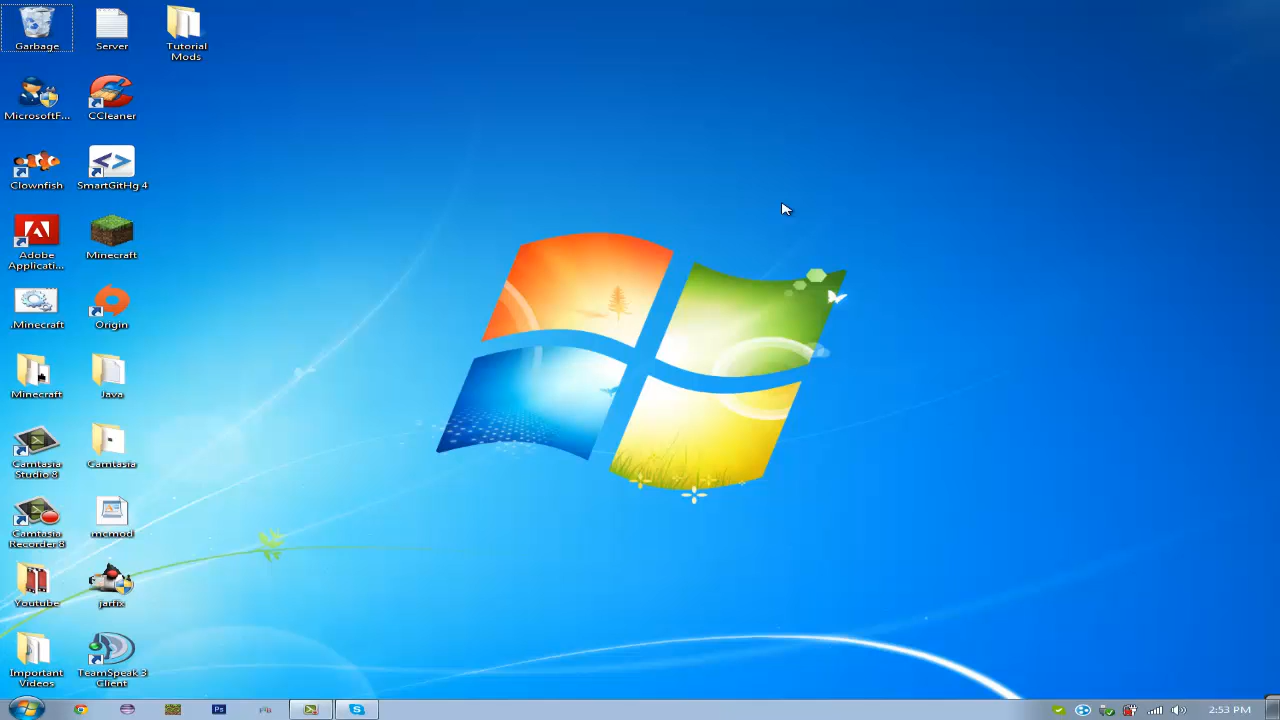 Garbage
Server
Tutorial
Mods
MicrosoftF...
CCleaner
Clownfish
SmartGitHg 4
Adobe
Applicati...
Minecraft
.Minecraft
Origin
Minecraft
Java
Camtasia
Studio 8
Camtasia
Camtasia
Recorder 8
mcmod
Youtube
jarfix
Important
Videos
TeamSpeak 3
Client
Ps
2:53 PM